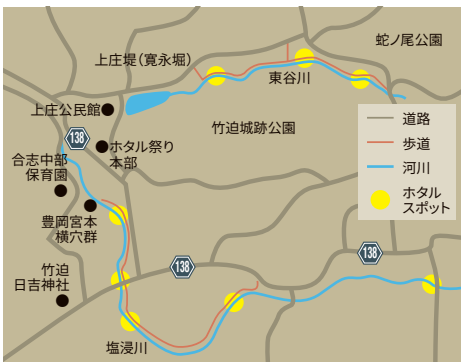 蛇ノ尾公園
上庄堤(寛永堀)
東谷川
上庄公民館
竹迫城跡公園
道路
歩道
河川
ホタル
スポット
138
ホタル祭り
本部
合志中部
保育園
豊岡宮本
横穴群
138
138
竹迫
日吉神社
塩浸川